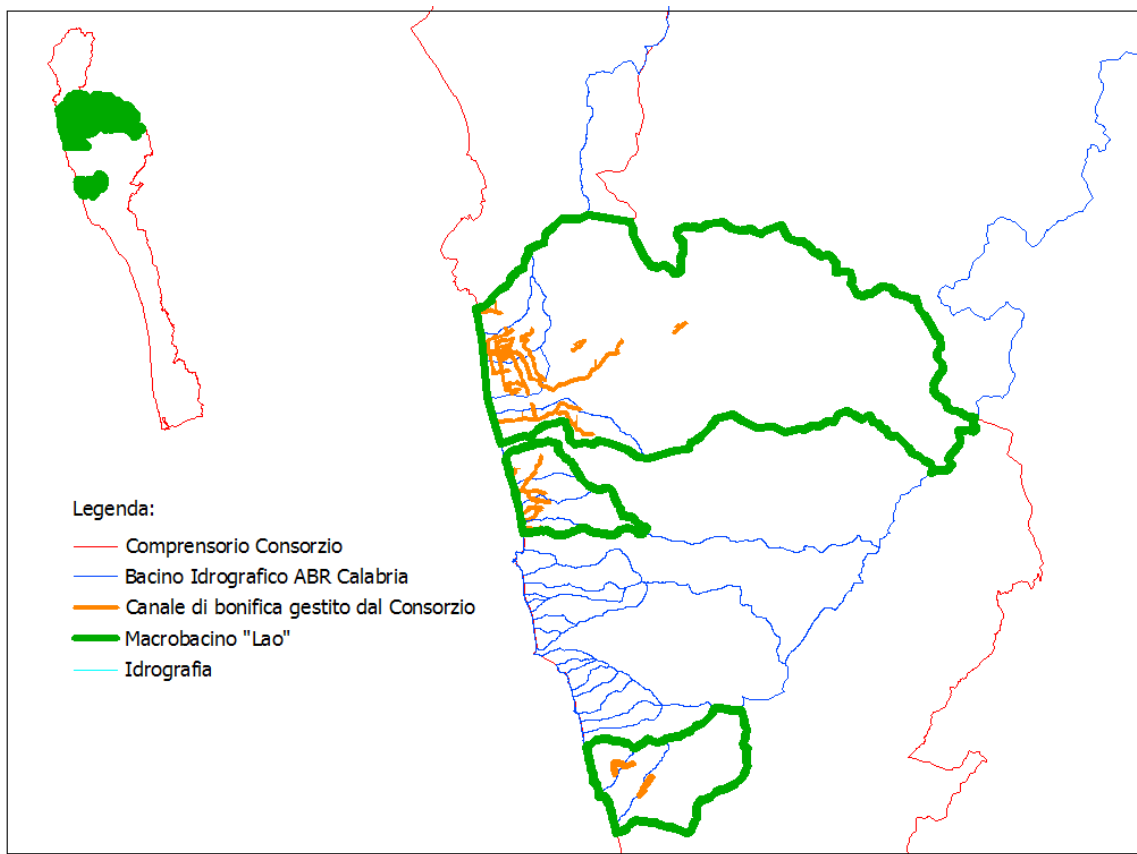 Legenda:
Comprensorio Consorzio
Bacino Idrografico ABR Calabria
Canale di bonifica gestito dal Consorzio
Macrobacino "Lao"
Idrografia